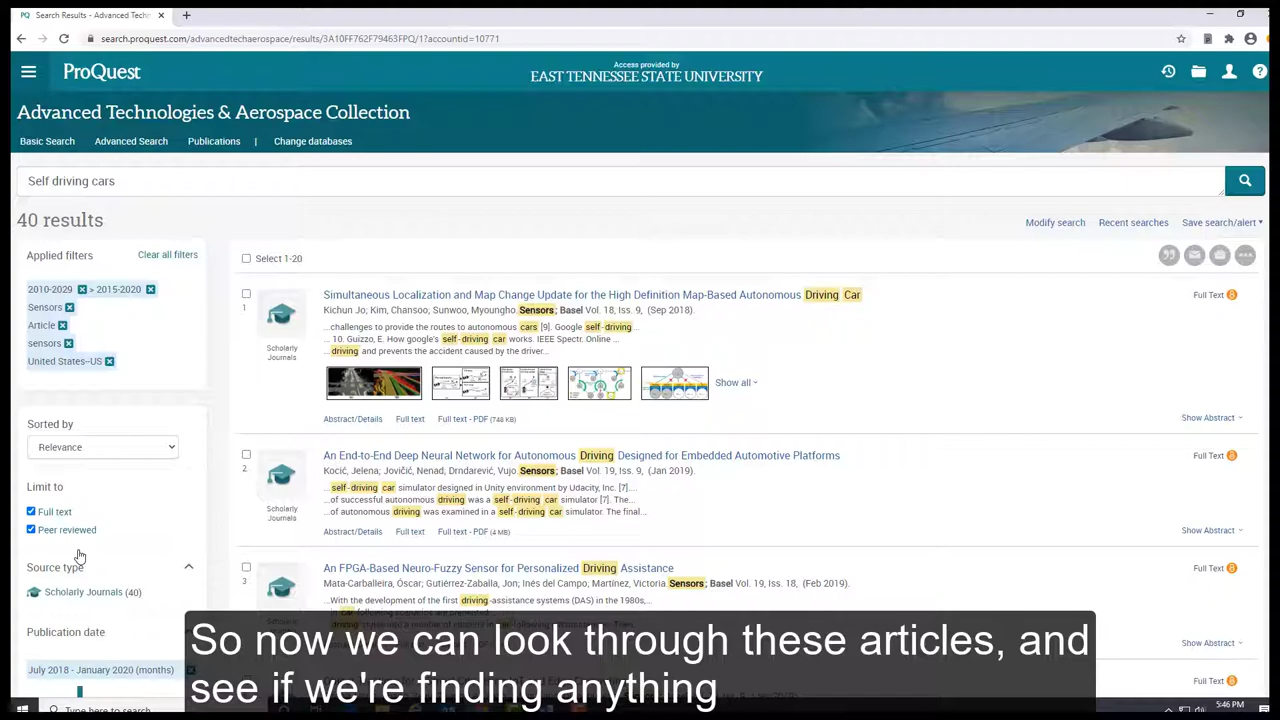 PQ Search Results - Advanced Techn ×
search.proquest.com/advancedtechaerospace/results/3A10FF762F79463FPQ/1?accountid=10771
ProQuest
Access provided by
EAST TENNESSEE STATE UNIVERSITY
Advanced Technologies & Aerospace Collection
Basic Search Advanced Search Publications | Change databases
Self driving cars
40 results
Modify search Recent searches Save search/alert
Applied filters Clear all filters
2010-2029 > 2015-2020
Sensors
Article
sensors
United States--US
Sorted by
Relevance
Limit to
Full text
Peer reviewed
Source type
Scholarly Journals (40)
Publication date
July 2018 - January 2020 (months)
Select 1-20
1
Scholarly
Journals
Simultaneous Localization and Map Change Update for the High Definition Map-Based Autonomous Driving Car
Full Text
Kichun Jo; Kim, Chansoo, Sunwoo, Myoungho. Sensors; Basel Vol. 18, Iss. 9, (Sep 2018).
...challenges to provide the routes to autonomous cars [9]. Google self-driving...
... 10. Guizzo, E. How google's self-driving car works. IEEE Spectr. Online ...
...driving and prevents the accident caused by the driver...
Show all
Abstract/Details Full text Full text - PDF (748 KB) Show Abstract
2
Scholarly
Journals
An End-to-End Deep Neural Network for Autonomous Driving Designed for Embedded Automotive Platforms
Full Text
Kocić, Jelena; Jovičić, Nenad; Drndarević, Vujo. Sensors; Basel Vol. 19, Iss. 9, (Jan 2019).
...self-driving car simulator designed in Unity environment by Udacity, Inc. [7]....
...of successful autonomous driving was a self-driving car simulator [7]. The...
...of autonomous driving was examined in a self-driving car simulator. The final...
Abstract/Details Full text Full text - PDF (4 MB) Show Abstract
3
An FPGA-Based Neuro-Fuzzy Sensor for Personalized Driving Assistance
Full Text
Mata-Carballeira, Óscar; Gutiérrez-Zaballa, Jon; Inés del Campo; Martínez, Victoria. Sensors; Basel Vol. 19, Iss. 18, (Feb 2019).
...With the development of the first driving-assistance systems (DAS) in the 1980s,
Show Abstract
Full Text
So now we can look through these articles, and
see if we're finding anything
Type here to search
5:46 PM